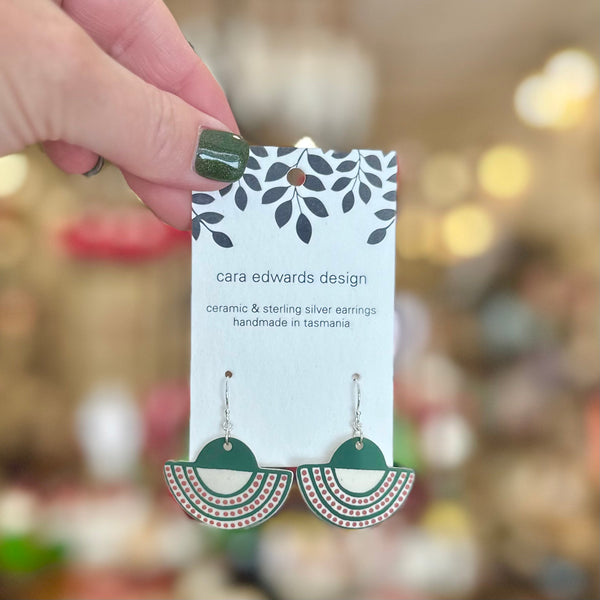 cara edwards design
ceramic & sterling silver earrings
handmade in tasmania